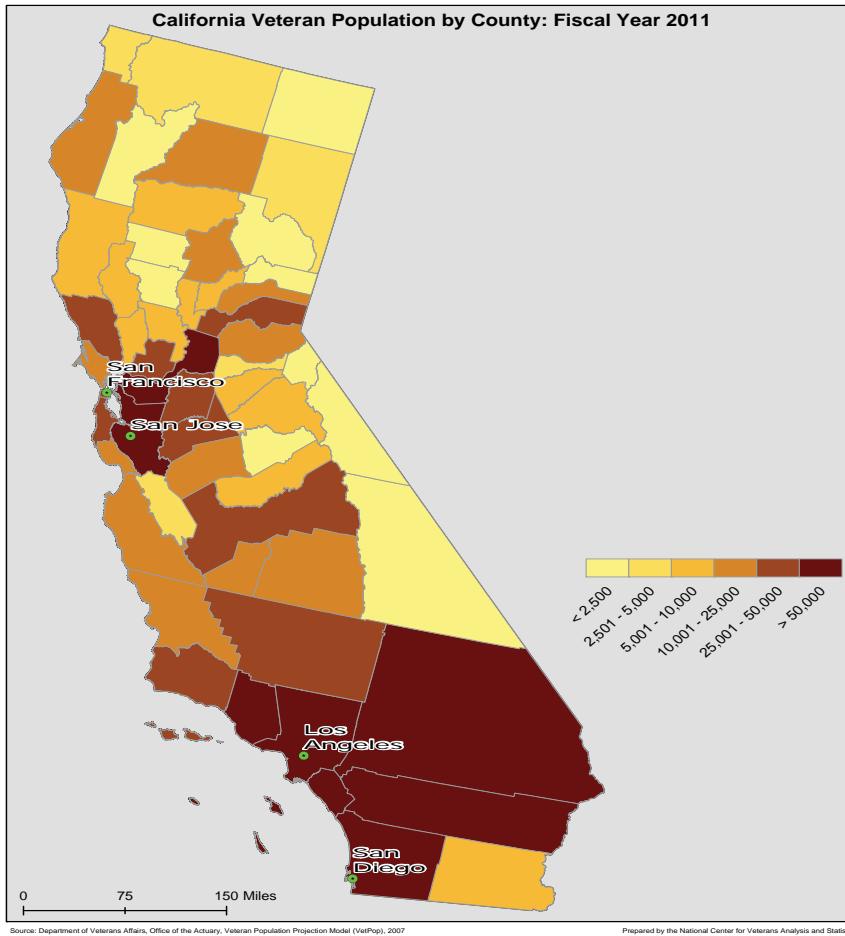 California Veteran Population by County: Fiscal Year 2011
San
Francisco
San Jose
< 2,500
2,501 - 5,000
5,001 - 10,000
10,001 - 25,000
25,001 - 50,000
> 50,000
Los
Angeles
San
Diego
0 75 150 Miles
Source: Department of Veterans Affairs, Office of the Actuary, Veteran Population Projection Model (VetPop), 2007
Prepared by the National Center for Veterans Analysis and Statis